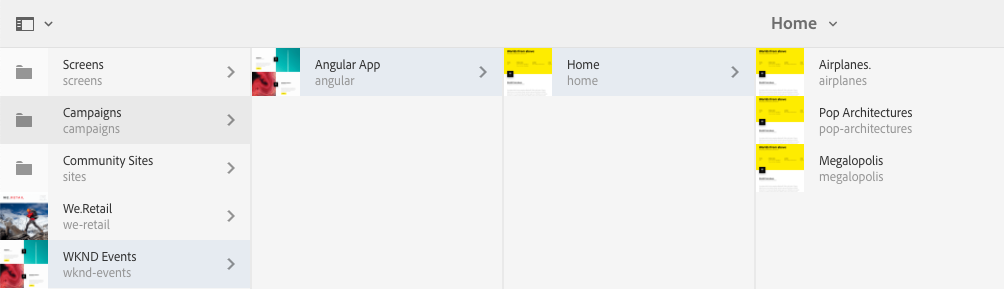 Home
Screens
screens
Campaigns
campaigns
Community Sites
sites
We.Retail
we-retail
WKND Events
wknd-events
Angular App
angular
Home
home
Airplanes.
airplanes
Pop Architectures
pop-architectures
Megalopolis
megalopolis